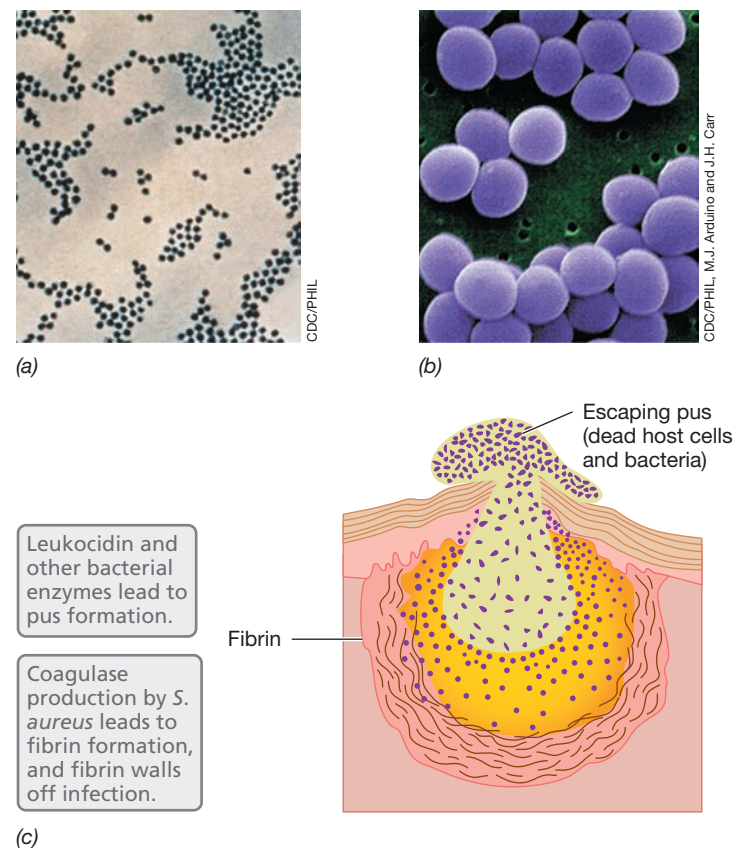 CDC/PHIL
(a)
CDC/PHIL, M.J. Arduino and J.H. Carr
(b)
Escaping pus
(dead host cells
and bacteria)
Leukocidin and
other bacterial
enzymes lead to
pus formation.
Fibrin
Coagulase
production by S.
aureus leads to
fibrin formation,
and fibrin walls
off infection.
(c)